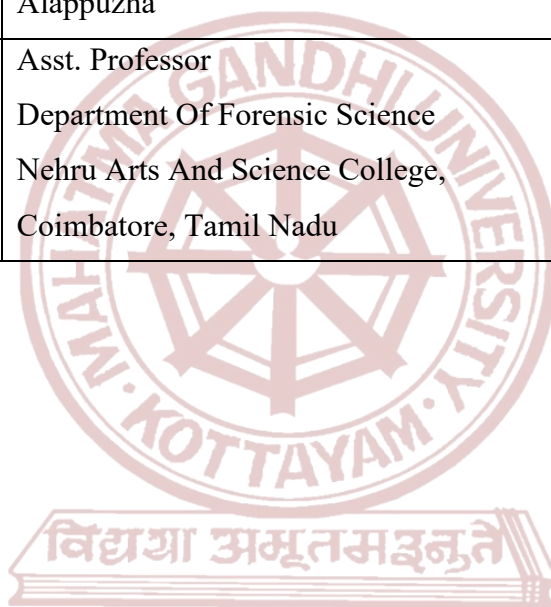 Alappuzha
Asst. Professor
Department Of Forensic Science
Nehru Arts And Science College,
Coimbatore, Tamil Nadu
MAHATMA GANDHI UNIVERSITY
KOTTAYAM
विद्यया अमृतमश्नुते